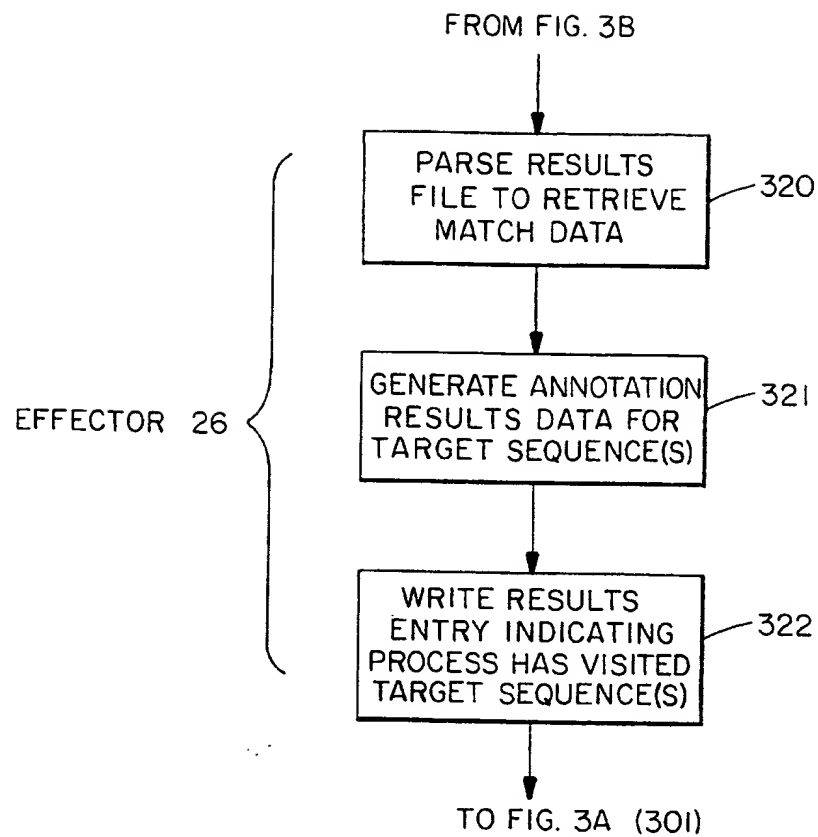 FROM FIG. 3B
PARSE RESULTS
FILE TO RETRIEVE
MATCH DATA
320
GENERATE ANNOTATION
RESULTS DATA FOR
TARGET SEQUENCE(S)
321
EFFECTOR 26
WRITE RESULTS
ENTRY INDICATING
PROCESS HAS VISITED
TARGET SEQUENCE(S)
322
TO FIG. 3A (301)